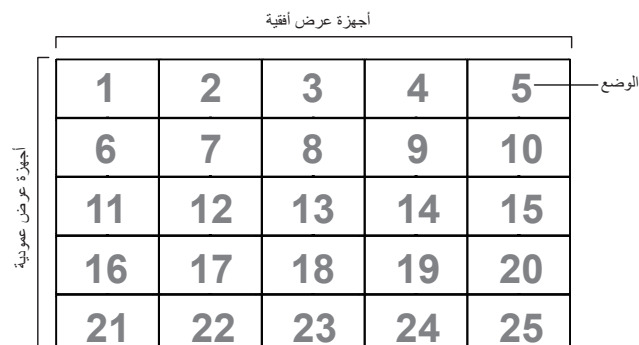 أجهزة عرض أفقية
1 2 3 4 5 الوضع
6 7 8 9 10
أجهزة عرض عمودية
11 12 13 14 15
16 17 18 19 20
21 22 23 24 25